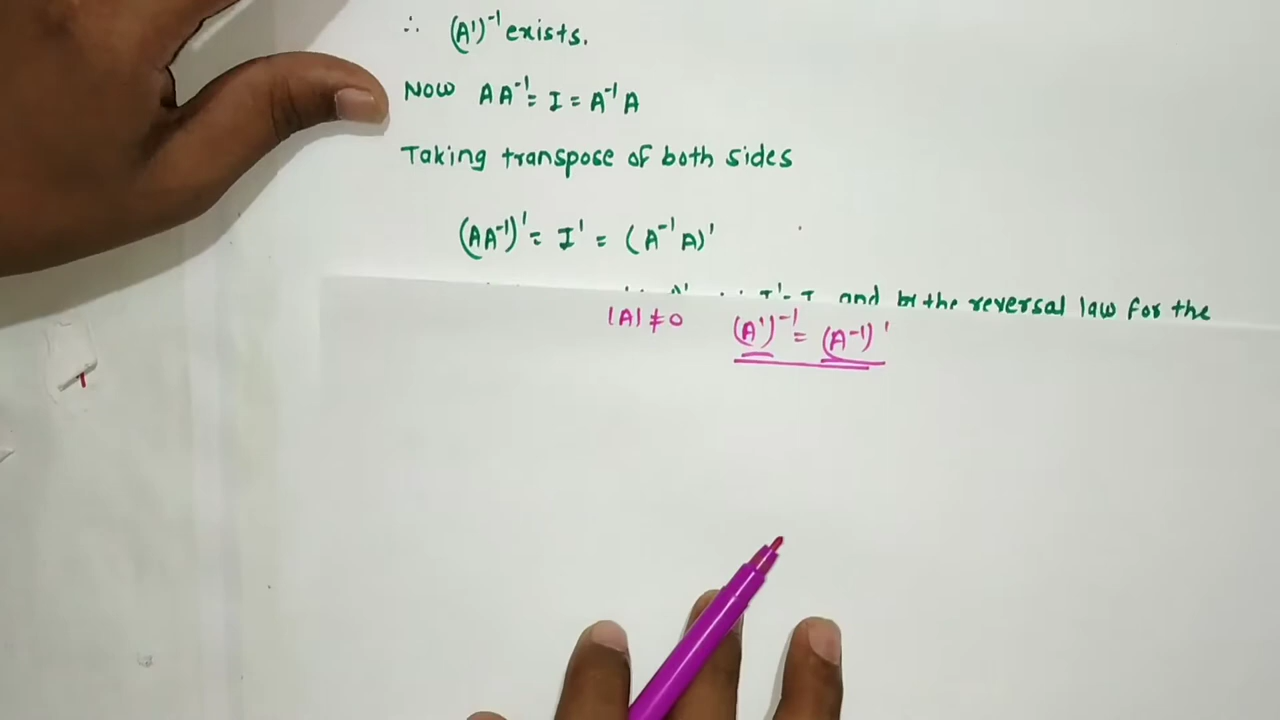 ∴ (A')⁻¹ exists.
Now AA⁻¹ = I = A⁻¹A
Taking transpose of both sides
(AA⁻¹)' = I' = (A⁻¹A)'
and by the reversal law for the
|A| ≠ 0 (A')⁻¹ = (A⁻¹)'